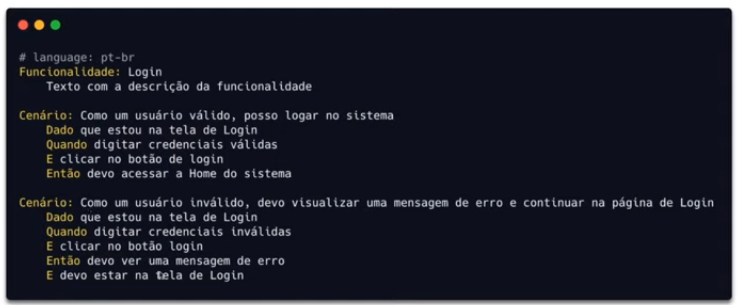 # language: pt-br
Funcionalidade: Login
Texto com a descrição da funcionalidade
Cenário: Como um usuário válido, posso logar no sistema
Dado que estou na tela de Login
Quando digitar credenciais válidas
E clicar no botão de login
Então devo acessar a Home do sistema
Cenário: Como um usuário inválido, devo visualizar uma mensagem de erro e continuar na página de Login
Dado que estou na tela de Login
Quando digitar credenciais inválidas
E clicar no botão login
Então devo ver uma mensagem de erro
E devo estar na tela de Login